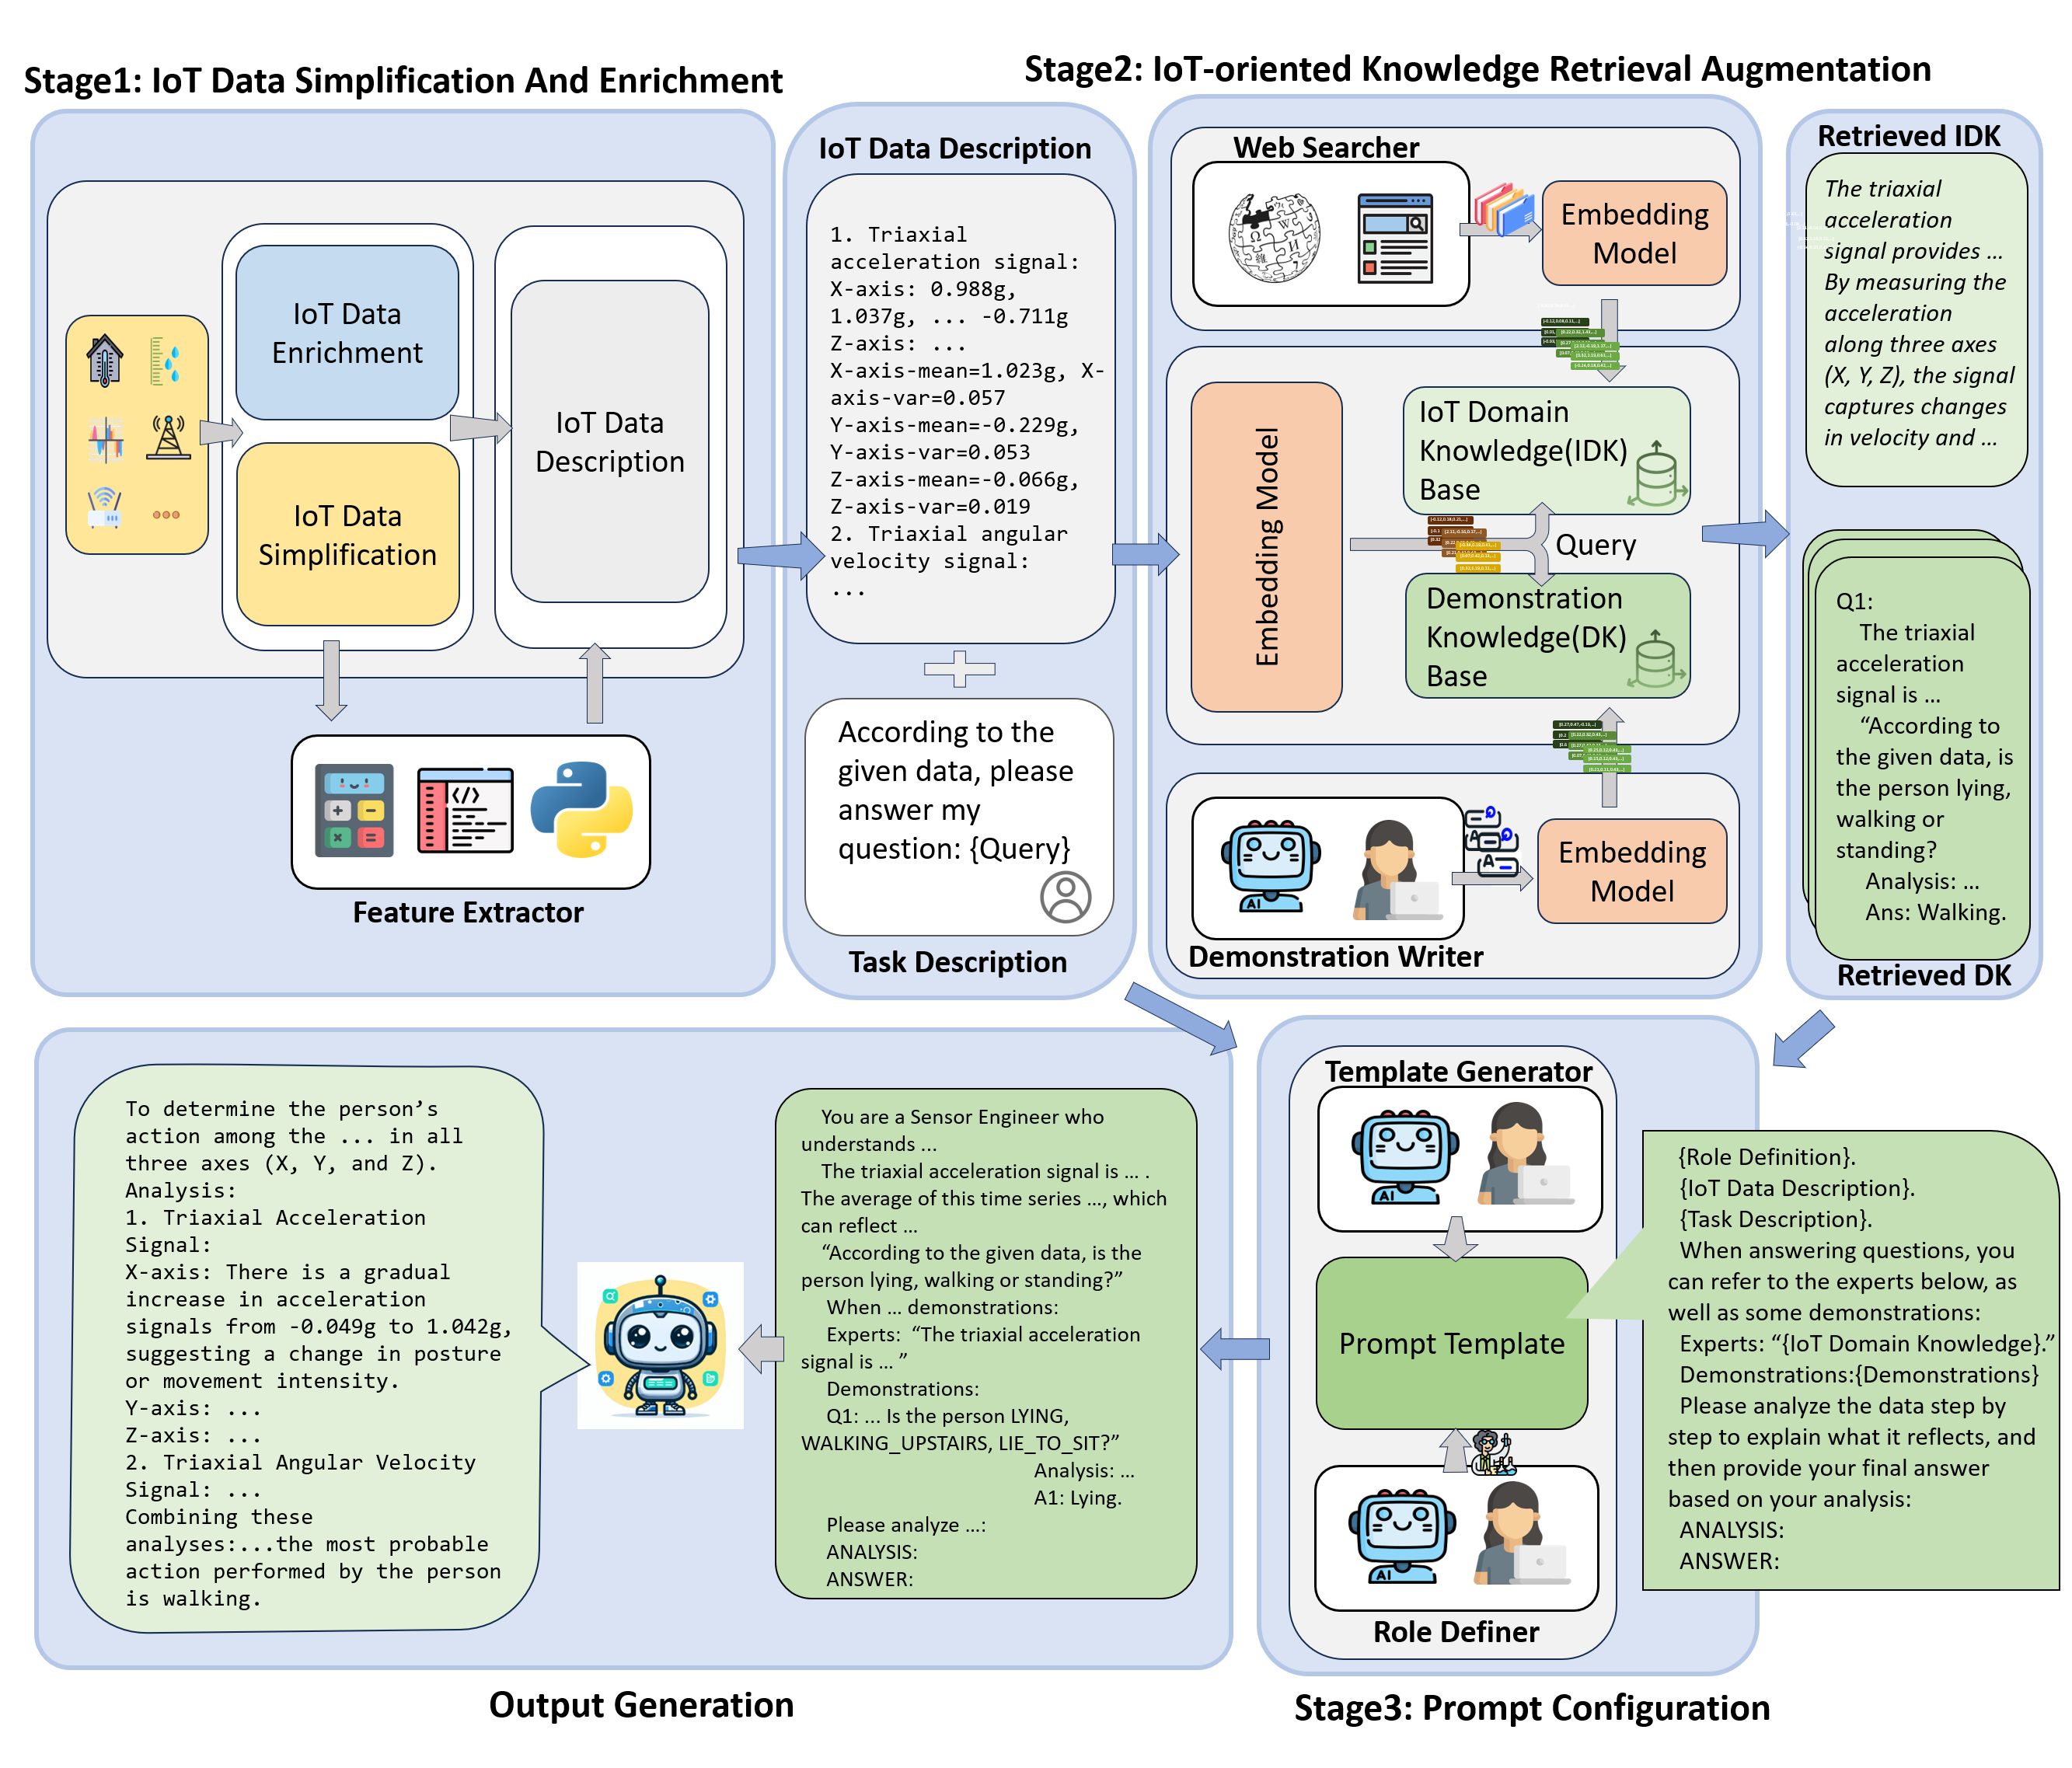 Stage1: IoT Data Simplification And Enrichment
IoT Data
Enrichment
IoT Data
Simplification
IoT Data
Description
Feature Extractor
IoT Data Description
1. Triaxial
acceleration signal:
X-axis: 0.988g,
1.037g, ... -0.711g
Z-axis: ...
X-axis-mean=1.023g, X-
axis-var=0.057
Y-axis-mean=-0.229g,
Y-axis-var=0.053
Z-axis-mean=-0.066g,
Z-axis-var=0.019
2. Triaxial angular
velocity signal:
...
According to the
given data, please
answer my
question: {Query}
Task Description
Stage2: IoT-oriented Knowledge Retrieval Augmentation
Web Searcher
Embedding
Model
Embedding Model
IoT Domain
Knowledge(IDK)
Base
Query
Demonstration
Knowledge(DK)
Base
AI
Embedding
Model
Demonstration Writer
Retrieved IDK
The triaxial
acceleration
signal provides ...
By measuring the
acceleration
along three axes
(X, Y, Z), the signal
captures changes
in velocity and ...
Q1:
The triaxial
acceleration
signal is ...
“According to
the given data, is
the person lying,
walking or
standing?
Analysis: ...
Ans: Walking.
Retrieved DK
To determine the person’s
action among the ... in all
three axes (X, Y, and Z).
Analysis:
1. Triaxial Acceleration
Signal:
X-axis: There is a gradual
increase in acceleration
signals from -0.049g to 1.042g,
suggesting a change in posture
or movement intensity.
Y-axis: ...
Z-axis: ...
2. Triaxial Angular Velocity
Signal: ...
Combining these
analyses:...the most probable
action performed by the person
is walking.
You are a Sensor Engineer who
understands ...
The triaxial acceleration signal is ... .
The average of this time series ..., which
can reflect ...
“According to the given data, is the
person lying, walking or standing?”
When ... demonstrations:
Experts: “The triaxial acceleration
signal is ... ”
Demonstrations:
Q1: ... Is the person LYING,
WALKING_UPSTAIRS, LIE_TO_SIT?”
Analysis: ...
A1: Lying.
Please analyze ...:
ANALYSIS:
ANSWER:
Output Generation
Template Generator
AI
Prompt Template
AI
Role Definer
{Role Definition}.
{IoT Data Description}.
{Task Description}.
When answering questions, you
can refer to the experts below, as
well as some demonstrations:
Experts: “{IoT Domain Knowledge}.”
Demonstrations:{Demonstrations}
Please analyze the data step by
step to explain what it reflects, and
then provide your final answer
based on your analysis:
ANALYSIS:
ANSWER:
Stage3: Prompt Configuration